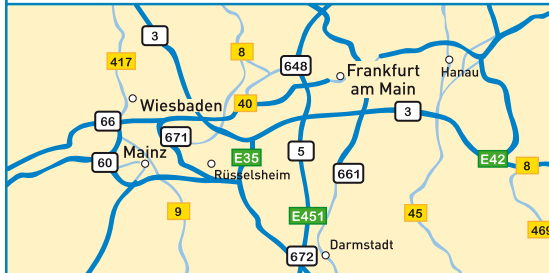 3
417
8
648
Frankfurt
am Main
Hanau
40
Wiesbaden
3
66
671
5
60
Mainz
E35
Rüsselsheim
E42
8
661
9
E451
45
469
Darmstadt
672